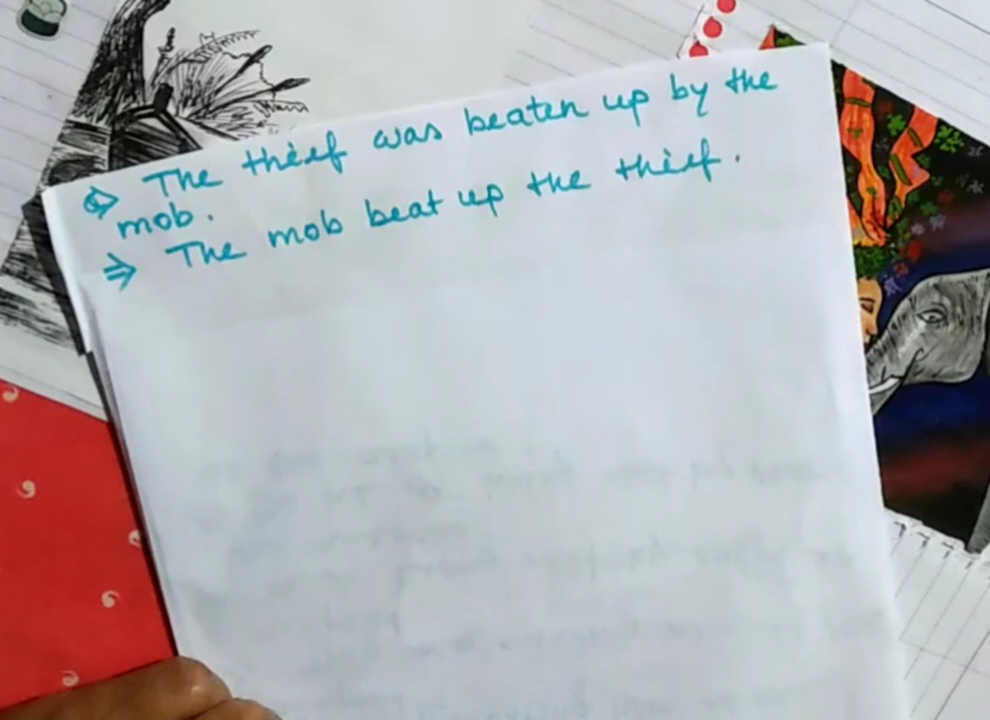 ⇒ The thief was beaten up by the
mob.
⇒ The mob beat up the thief.